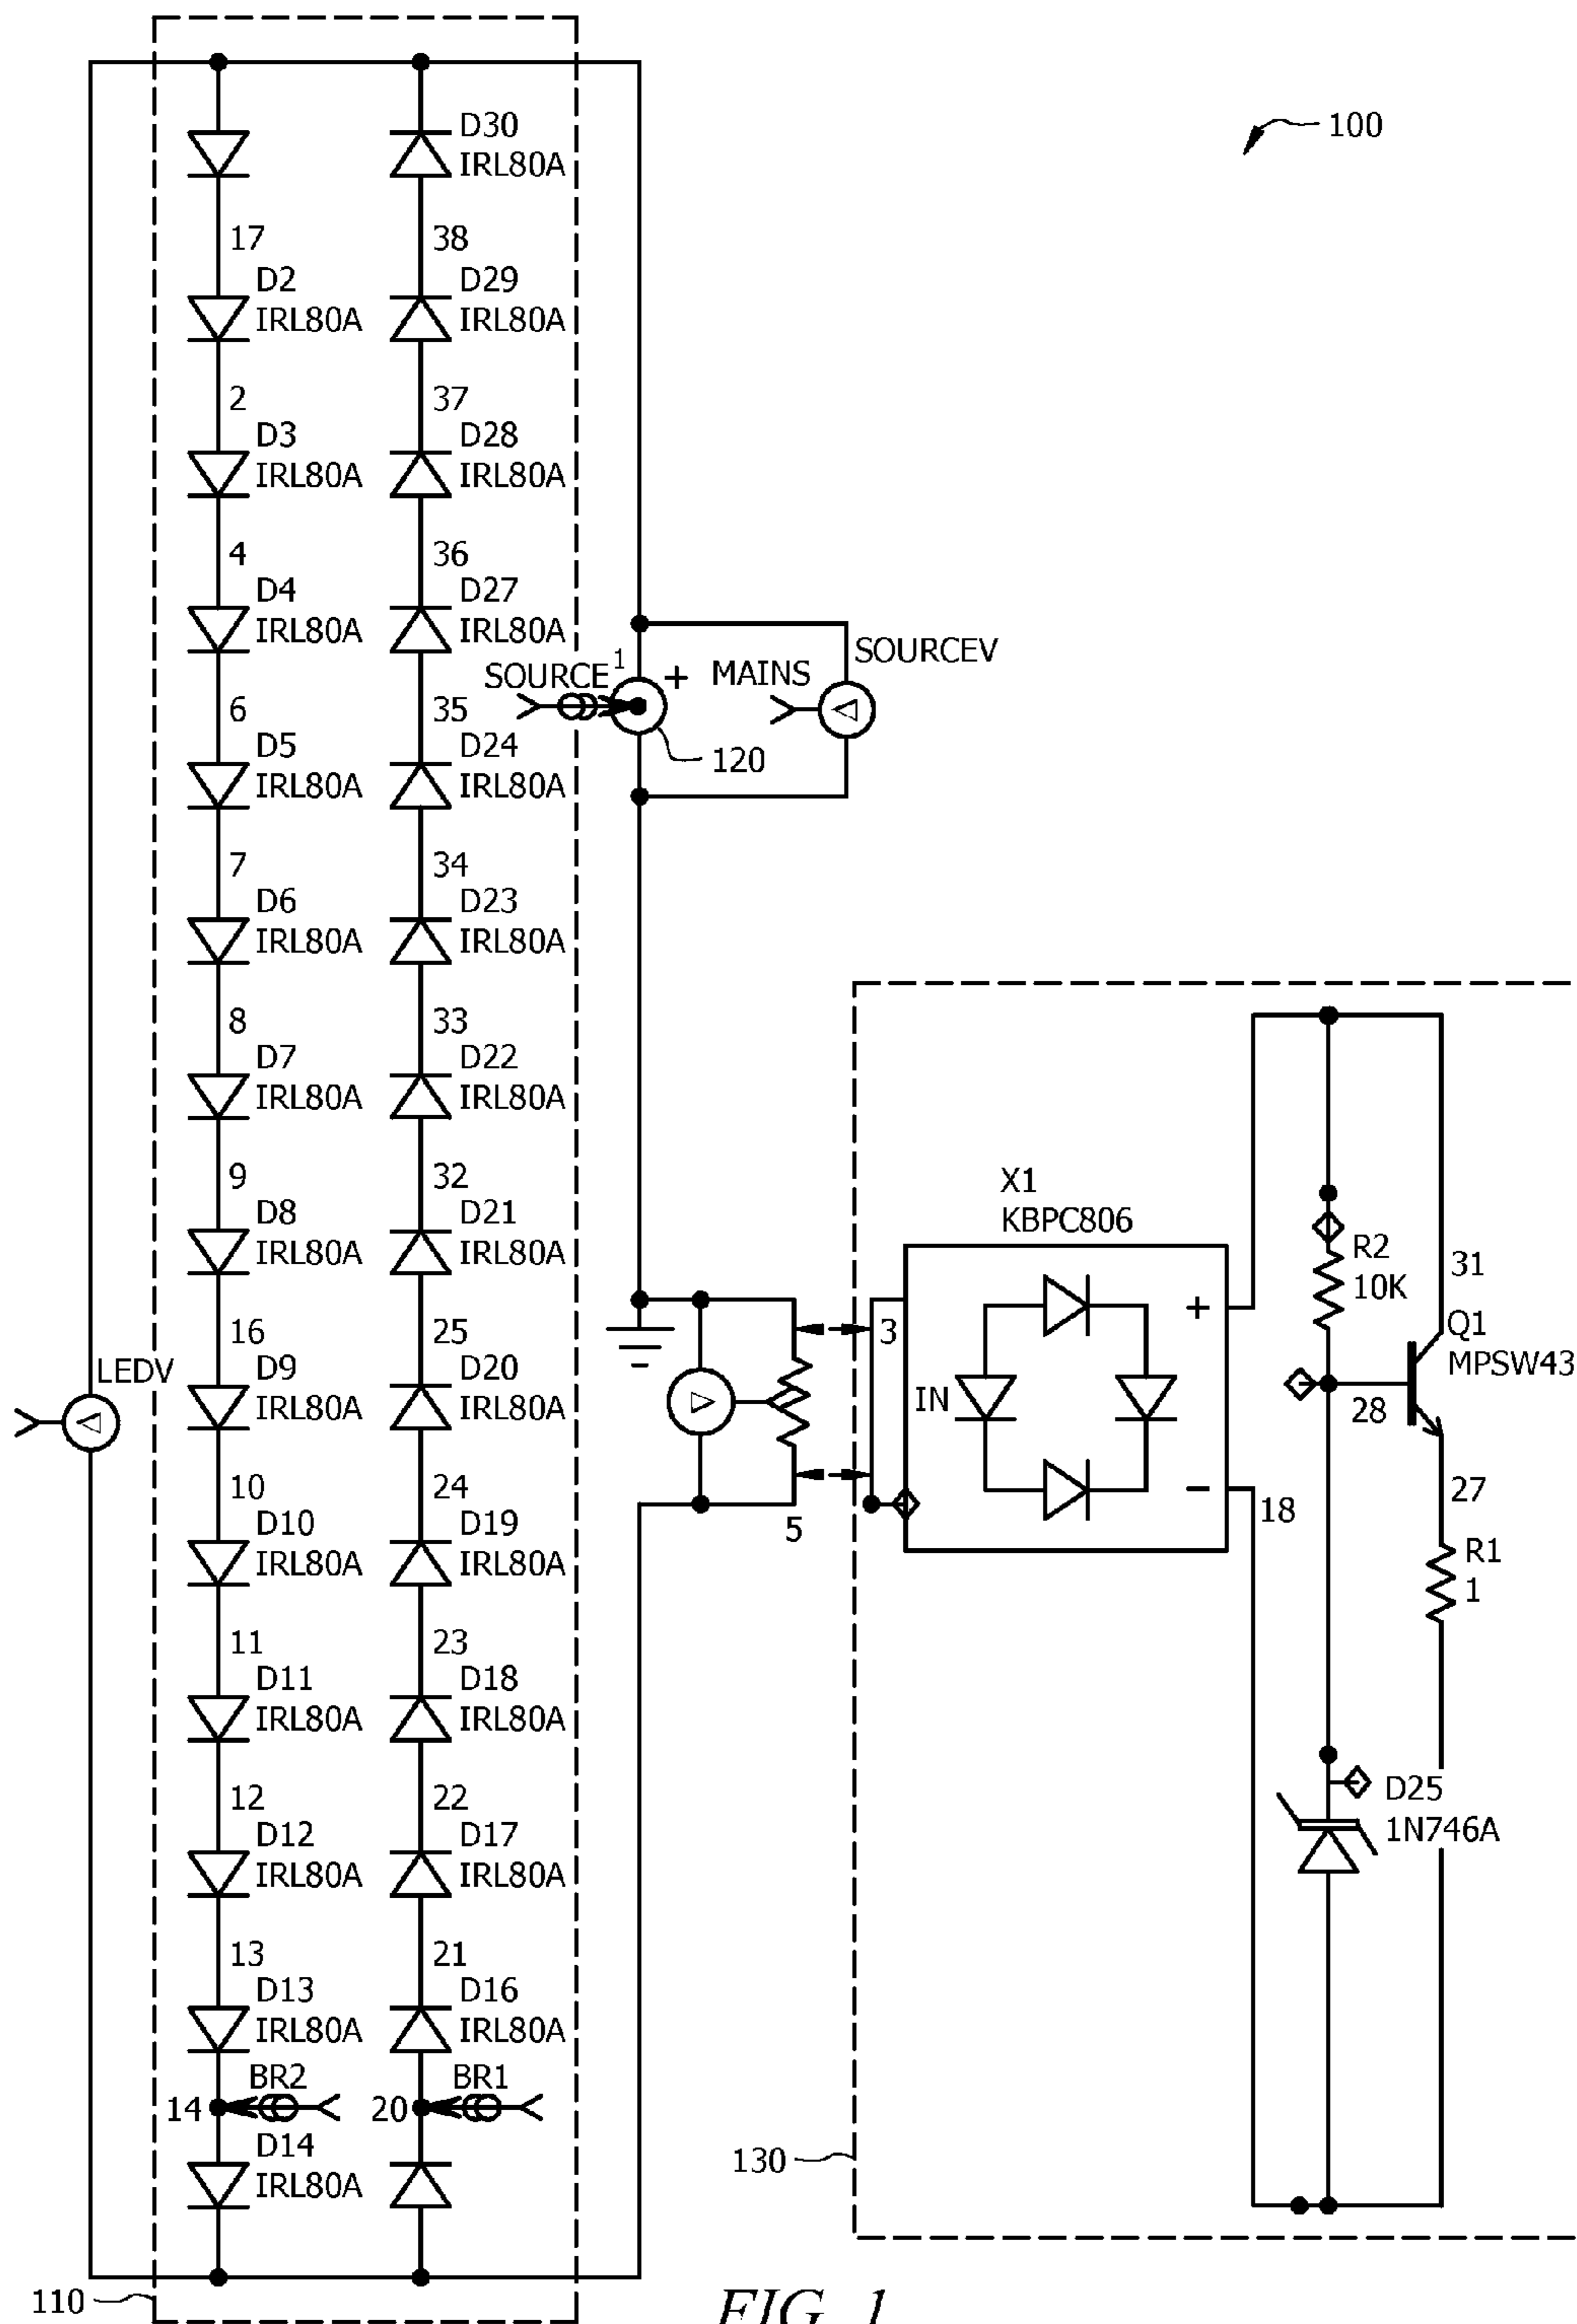 100
D30
IRL80A
17
38
D2
IRL80A
D29
IRL80A
2
37
D3
IRL80A
D28
IRL80A
4
36
D4
IRL80A
D27
IRL80A
SOURCE
1
+
MAINS
SOURCEV
6
35
D5
IRL80A
D24
IRL80A
120
7
34
D6
IRL80A
D23
IRL80A
8
33
D7
IRL80A
D22
IRL80A
9
32
D8
IRL80A
D21
IRL80A
X1
KBPC806
R2
10K
31
16
25
3
+
Q1
MPSW43
LEDV
D9
IRL80A
D20
IRL80A
IN
28
10
24
5
−
18
27
D10
IRL80A
D19
IRL80A
R1
1
11
23
D11
IRL80A
D18
IRL80A
12
22
D25
1N746A
D12
IRL80A
D17
IRL80A
13
21
D13
IRL80A
D16
IRL80A
BR2
BR1
14
20
D14
IRL80A
130
110
FIG. 1